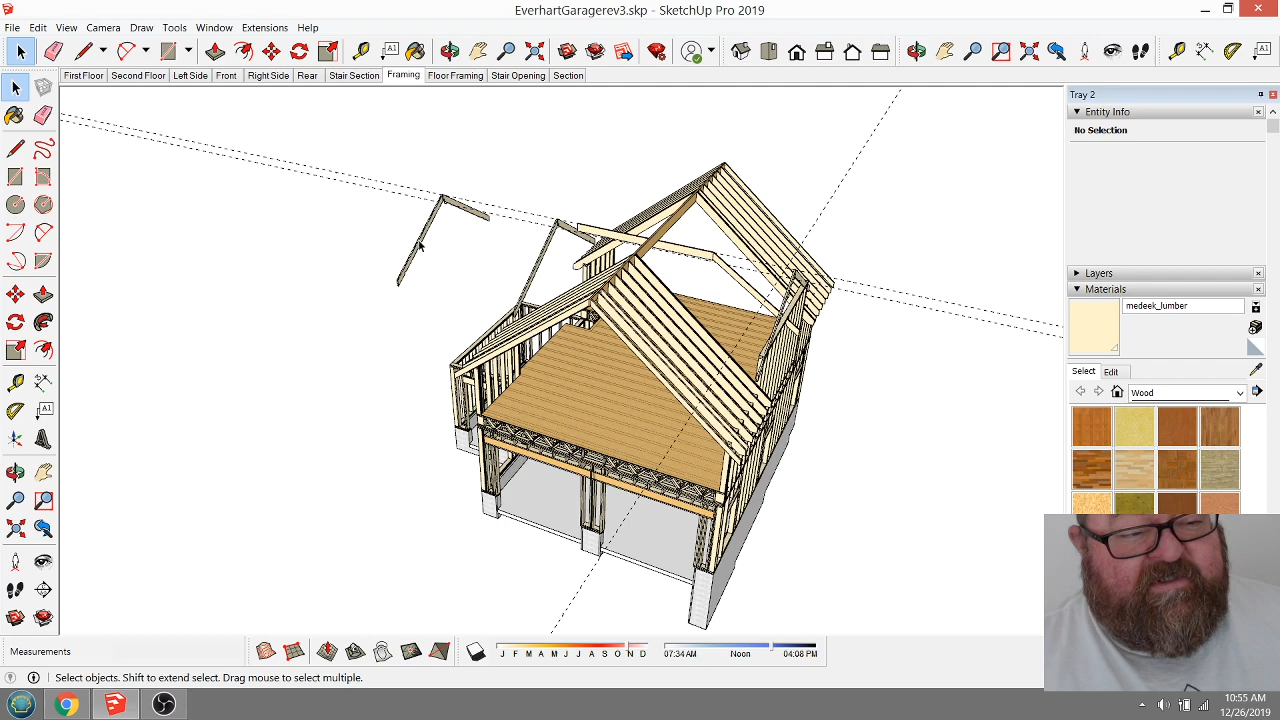 EverhartGaragerev3.skp - SketchUp Pro 2019
File Edit View Camera Draw Tools Window Extensions Help
First Floor Second Floor Left Side Front Right Side Rear Stair Section Framing Floor Framing Stair Opening Section
Tray 2
Entity Info
No Selection
Layers
Materials
medeek_lumber
Select Edit
Wood
Measurements
J F M A M J J A S O N D
07:34 AM Noon 04:08 PM
Select objects. Shift to extend select. Drag mouse to select multiple.
10:55 AM
12/26/2019